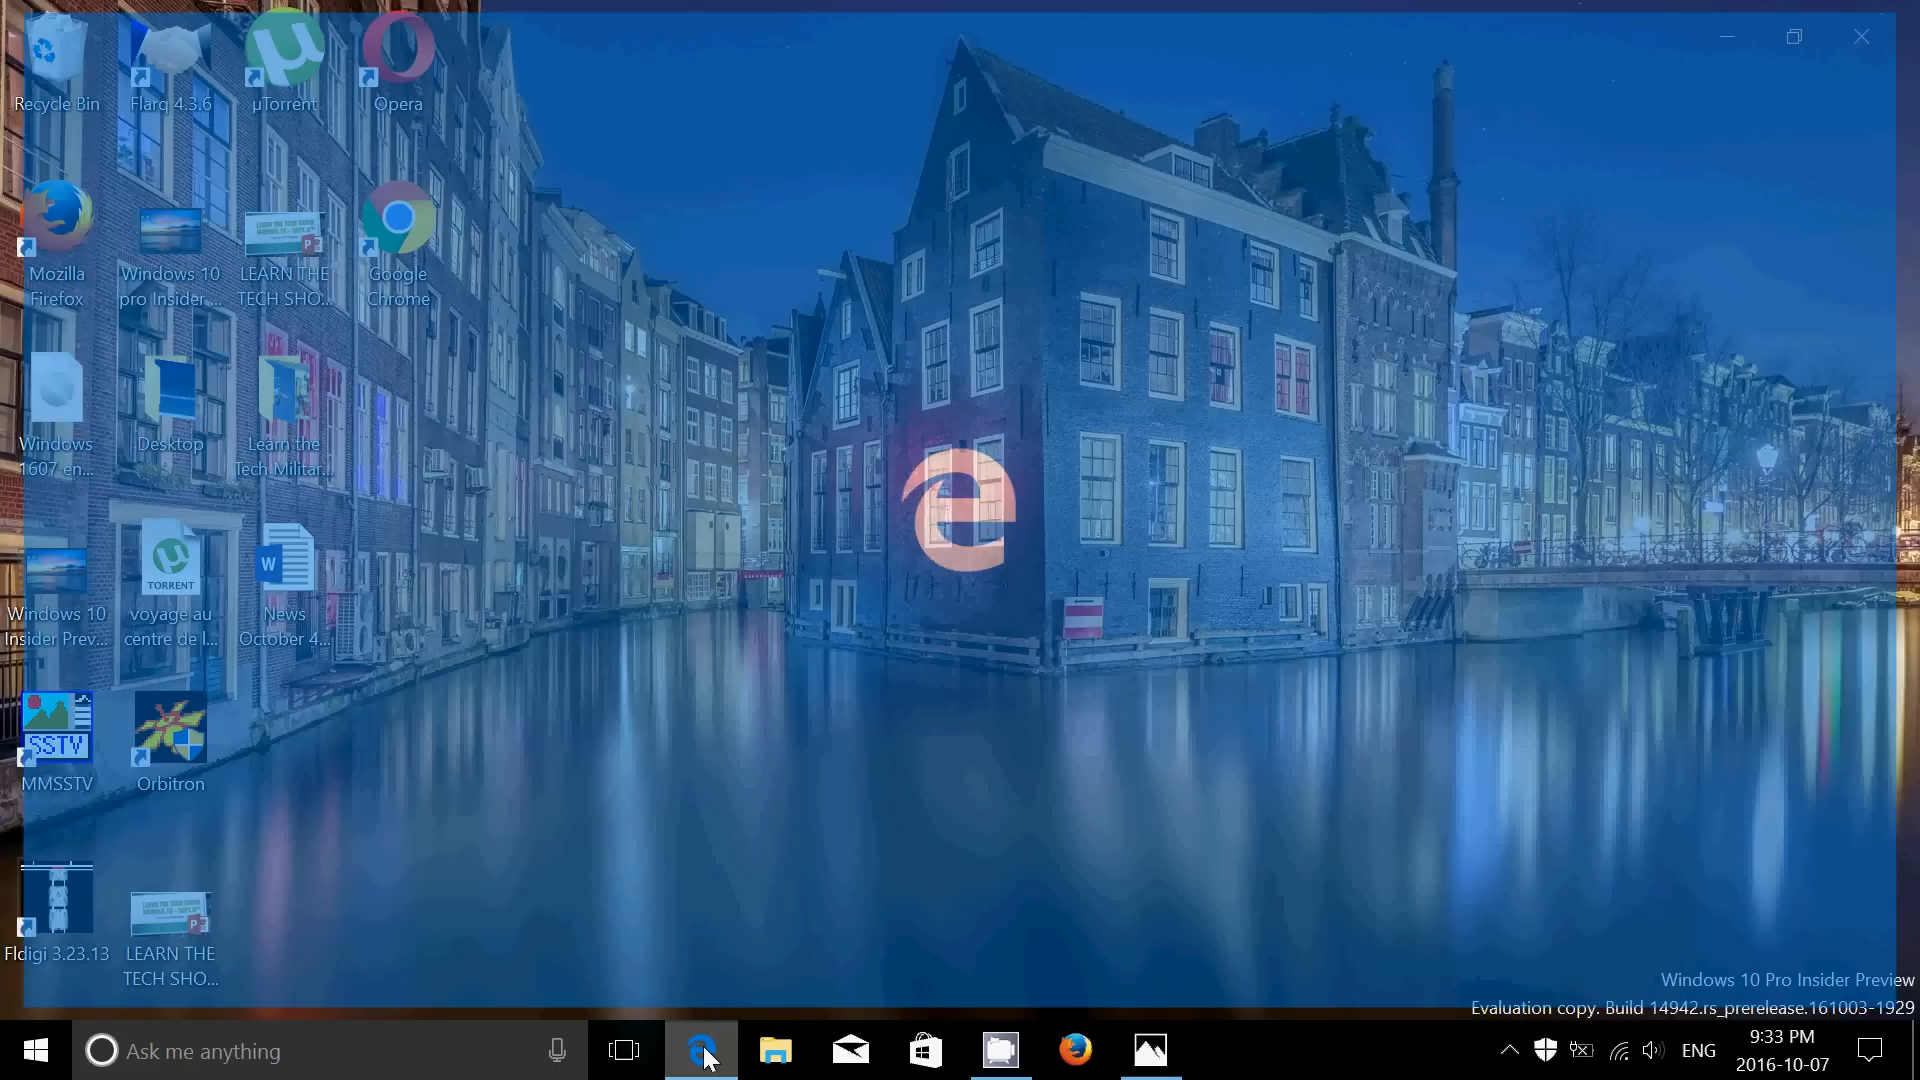 Recycle Bin
Flarq 4.3.6
µTorrent
Opera
Mozilla
Firefox
Windows 10
pro Insider ...
LEARN THE
TECH SHO...
Google
Chrome
Windows
1607 en...
Desktop
Learn the
Tech Militar...
Windows 10
Insider Prev...
TORRENT
voyage au
centre de l...
W
News
October 4...
SSTV
MMSSTV
Orbitron
Fldigi 3.23.13
LEARN THE
TECH SHO...
Windows 10 Pro Insider Preview
Evaluation copy. Build 14942.rs_prerelease.161003-1929
Ask me anything
ENG
9:33 PM
2016-10-07